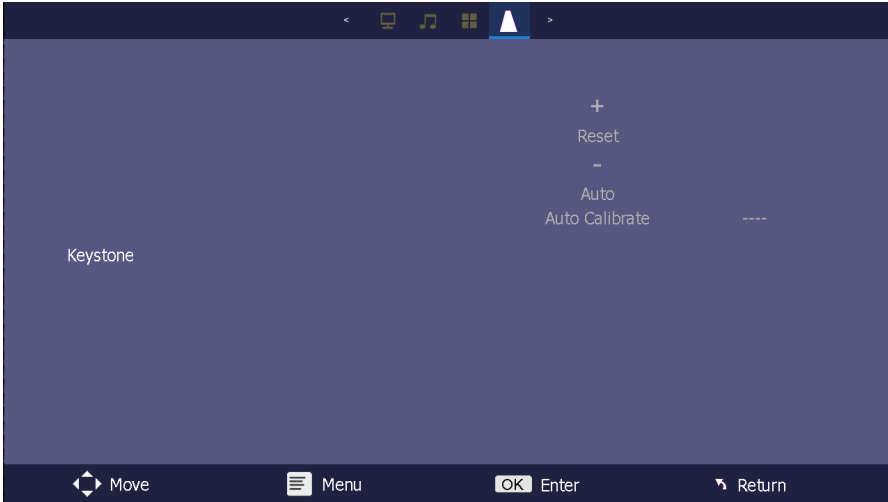 < >
+
Reset
-
Auto
Auto Calibrate ----
Keystone
Move Menu OK Enter Return